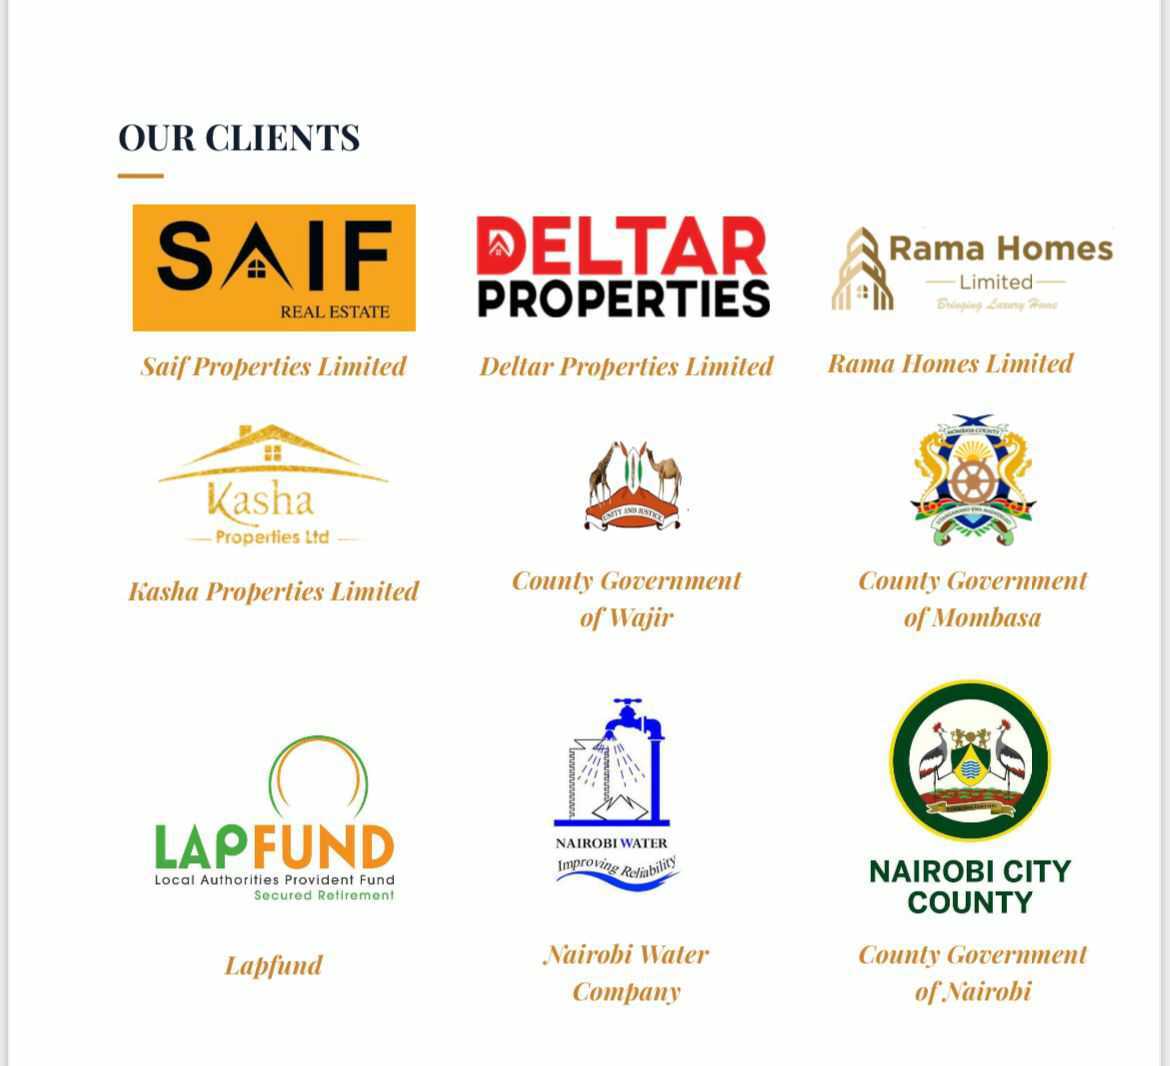 OUR CLIENTS
SAIF
REAL ESTATE
Saif Properties Limited
DELTAR
PROPERTIES
Deltar Properties Limited
Rama Homes
Limited
Bringing Luxury Home
Rama Homes Limited
Kasha
Properties Ltd
Kasha Properties Limited
UNITY AND JUSTICE
County Government
of Wajir
MOMBASA COUNTY
County Government
of Mombasa
LAPFUND
Local Authorities Provident Fund
Secured Retirement
Lapfund
NAIROBI WATER
Improving Reliability
Nairobi Water
Company
NAIROBI CITY
COUNTY
County Government
of Nairobi